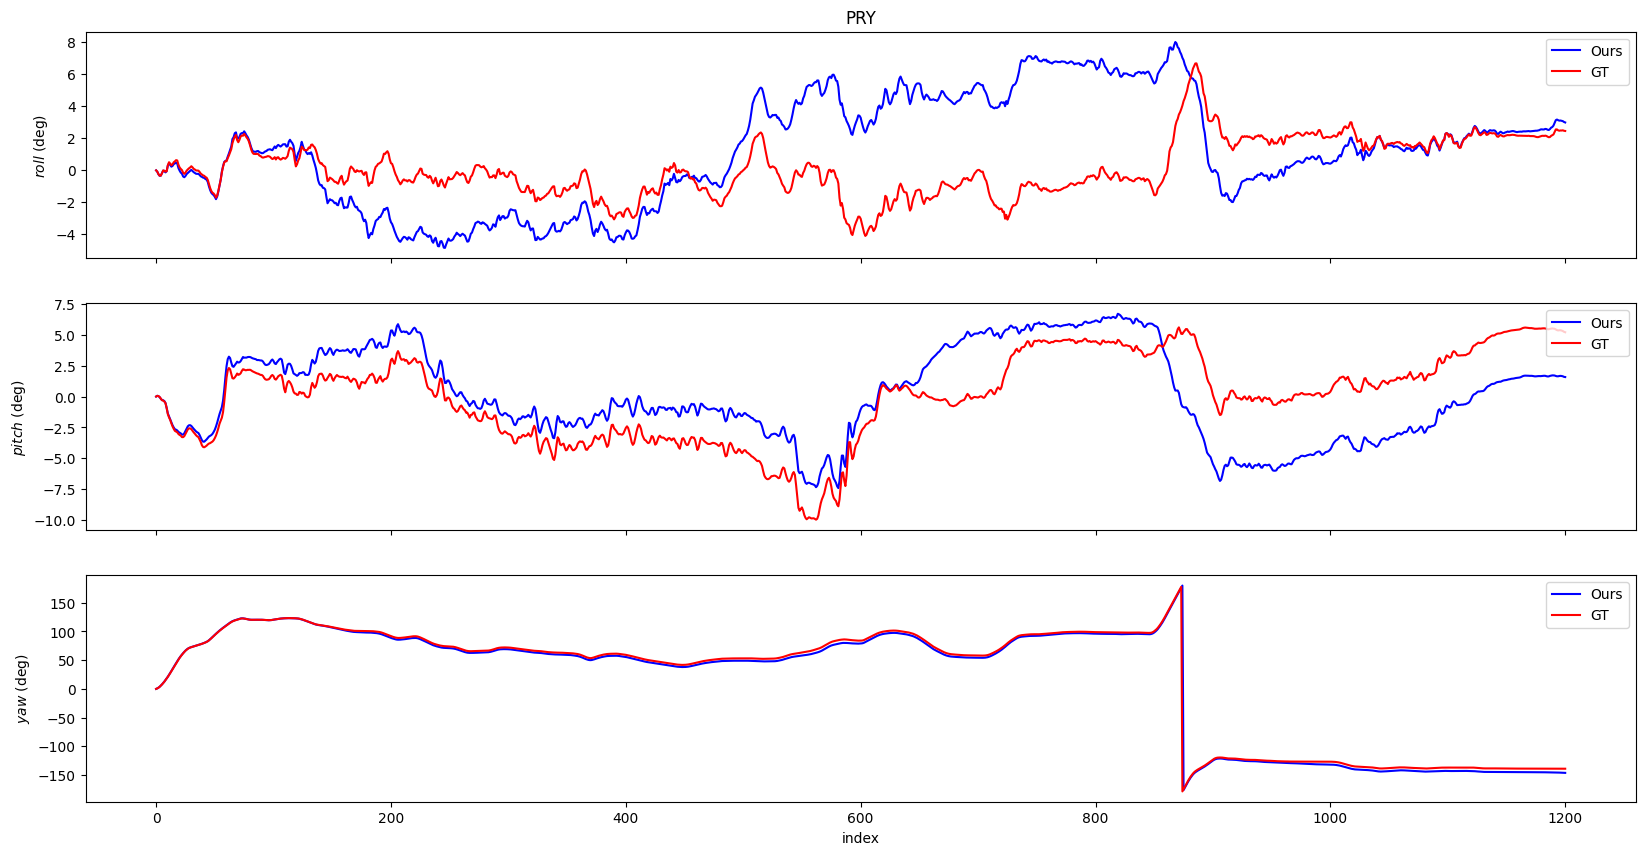 PRY
8
6
4
2
0
−2
−4
roll (deg)
Ours
GT
7.5
5.0
2.5
0.0
−2.5
−5.0
−7.5
−10.0
pitch (deg)
Ours
GT
150
100
50
0
−50
−100
−150
yaw (deg)
Ours
GT
0 200 400 600 800 1000 1200
index